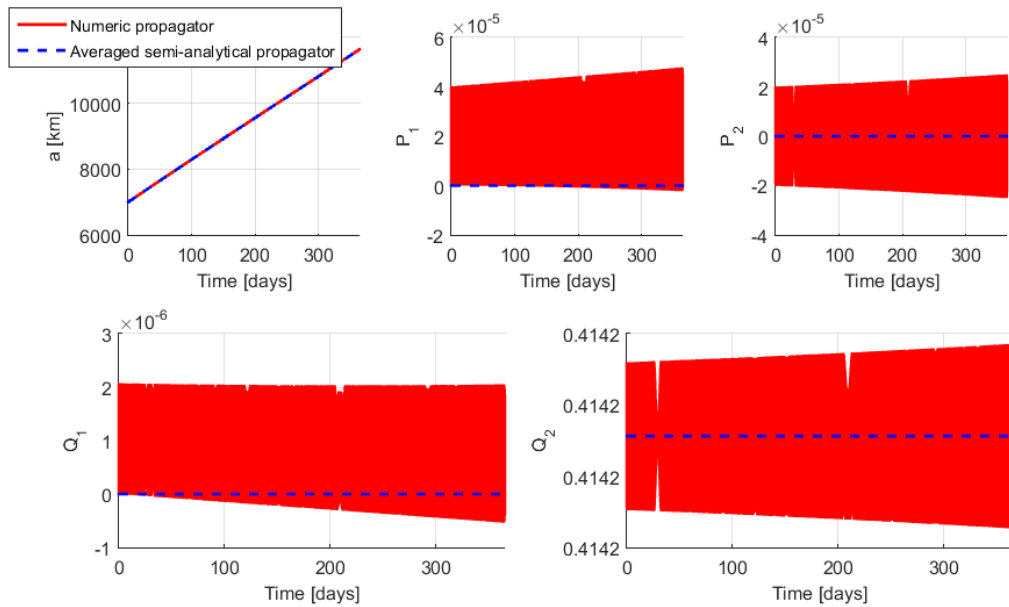 Numeric propagator
Averaged semi-analytical propagator
10000
8000
6000
a [km]
0 100 200 300
Time [days]
×10^-5
6
4
2
0
-2
P_1
0 100 200 300
Time [days]
×10^-5
4
2
0
-2
-4
P_2
0 100 200 300
Time [days]
×10^-6
3
2
1
0
-1
Q_1
0 100 200 300
Time [days]
0.4142
0.4142
0.4142
0.4142
Q_2
0 100 200 300
Time [days]